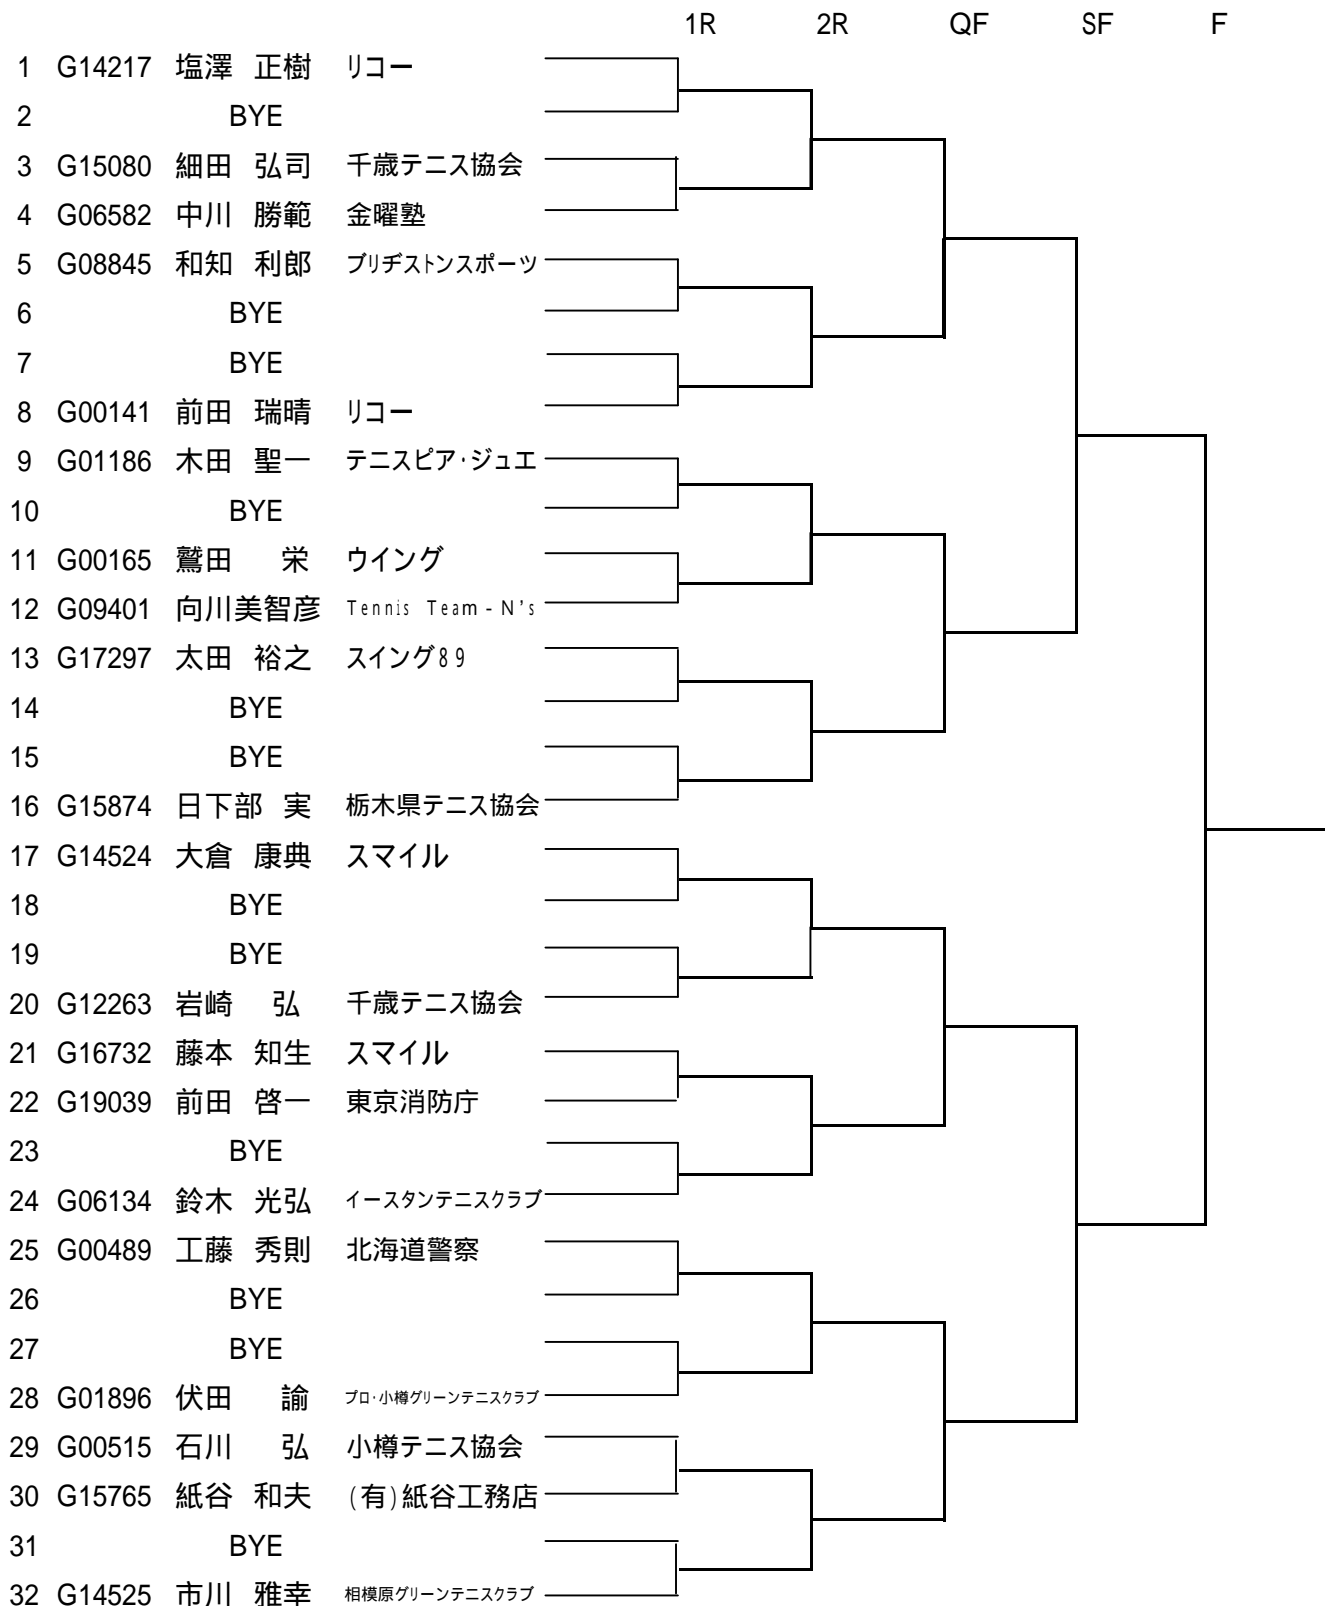 1R 2R QF SF F
1 G14217 塩澤 正樹 リコー
2 BYE
3 G15080 細田 弘司 千歳テニス協会
4 G06582 中川 勝範 金曜塾
5 G08845 和知 利郎 ブリヂストンスポーツ
6 BYE
7 BYE
8 G00141 前田 瑞晴 リコー
9 G01186 木田 聖一 テニスピア・ジュエ
10 BYE
11 G00165 鷲田 栄 ウイング
12 G09401 向川美智彦 Tennis Team-N's
13 G17297 太田 裕之 スイング89
14 BYE
15 BYE
16 G15874 日下部 実 栃木県テニス協会
17 G14524 大倉 康典 スマイル
18 BYE
19 BYE
20 G12263 岩崎 弘 千歳テニス協会
21 G16732 藤本 知生 スマイル
22 G19039 前田 啓一 東京消防庁
23 BYE
24 G06134 鈴木 光弘 イースタンテニスクラブ
25 G00489 工藤 秀則 北海道警察
26 BYE
27 BYE
28 G01896 伏田 諭 プロ・小樽グリーンテニスクラブ
29 G00515 石川 弘 小樽テニス協会
30 G15765 紙谷 和夫 (有)紙谷工務店
31 BYE
32 G14525 市川 雅幸 相模原グリーンテニスクラブ